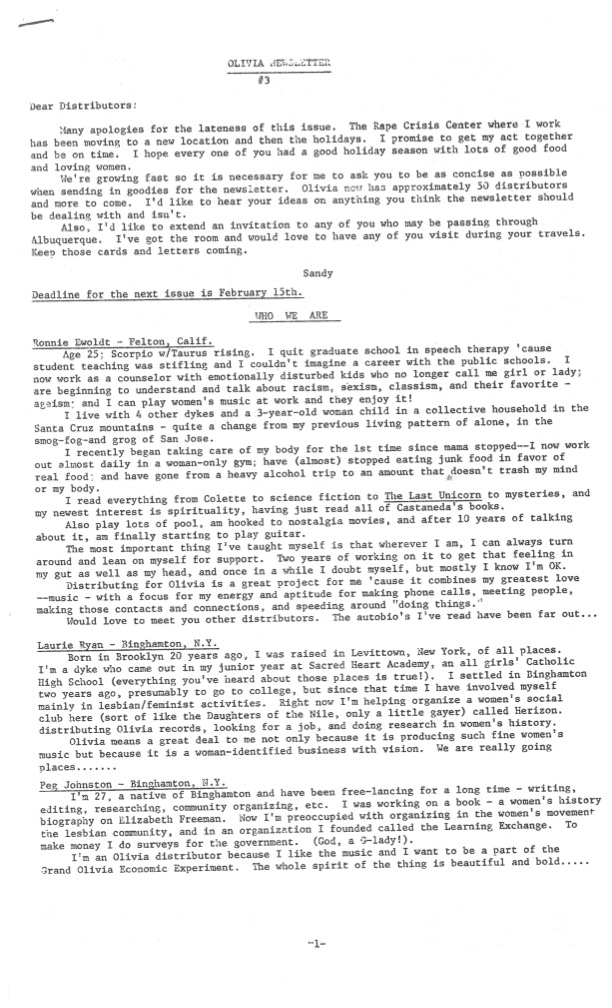 OLIVIA NEWSLETTER
#3
Dear Distributors:
Many apologies for the lateness of this issue. The Rape Crisis Center where I work
has been moving to a new location and then the holidays. I promise to get my act together
and be on time. I hope every one of you had a good holiday season with lots of good food
and loving women.
We're growing fast so it is necessary for me to ask you to be as concise as possible
when sending in goodies for the newsletter. Olivia now has approximately 50 distributors
and more to come. I'd like to hear your ideas on anything you think the newsletter should
be dealing with and isn't.
Also, I'd like to extend an invitation to any of you who may be passing through
Albuquerque. I've got the room and would love to have any of you visit during your travels.
Keep those cards and letters coming.
Sandy
Deadline for the next issue is February 15th.
WHO WE ARE
Ronnie Ewoldt - Felton, Calif.
Age 25; Scorpio w/Taurus rising. I quit graduate school in speech therapy 'cause
student teaching was stifling and I couldn't imagine a career with the public schools. I
now work as a counselor with emotionally disturbed kids who no longer call me girl or lady;
are beginning to understand and talk about racism, sexism, classism, and their favorite -
ageism; and I can play women's music at work and they enjoy it!
I live with 4 other dykes and a 3-year-old woman child in a collective household in the
Santa Cruz mountains - quite a change from my previous living pattern of alone, in the
smog-fog-and grog of San Jose.
I recently began taking care of my body for the 1st time since mama stopped--I now work
out almost daily in a woman-only gym; have (almost) stopped eating junk food in favor of
real food; and have gone from a heavy alcohol trip to an amount that doesn't trash my mind
or my body.
I read everything from Colette to science fiction to The Last Unicorn to mysteries, and
my newest interest is spirituality, having just read all of Castaneda's books.
Also play lots of pool, am hooked to nostalgia movies, and after 10 years of talking
about it, am finally starting to play guitar.
The most important thing I've taught myself is that wherever I am, I can always turn
around and lean on myself for support. Two years of working on it to get that feeling in
my gut as well as my head, and once in a while I doubt myself, but mostly I know I'm OK.
Distributing for Olivia is a great project for me 'cause it combines my greatest love
--music - with a focus for my energy and aptitude for making phone calls, meeting people,
making those contacts and connections, and speeding around "doing things."
Would love to meet you other distributors. The autobio's I've read have been far out...
Laurie Ryan - Binghamton, N.Y.
Born in Brooklyn 20 years ago, I was raised in Levittown, New York, of all places.
I'm a dyke who came out in my junior year at Sacred Heart Academy, an all girls' Catholic
High School (everything you've heard about those places is true!). I settled in Binghamton
two years ago, presumably to go to college, but since that time I have involved myself
mainly in lesbian/feminist activities. Right now I'm helping organize a women's social
club here (sort of like the Daughters of the Nile, only a little gayer) called Herizon.
distributing Olivia records, looking for a job, and doing research in women's history.
Olivia means a great deal to me not only because it is producing such fine women's
music but because it is a woman-identified business with vision. We are really going
places.......
Peg Johnston - Binghamton, N.Y.
I'm 27, a native of Binghamton and have been free-lancing for a long time - writing,
editing, researching, community organizing, etc. I was working on a book - a women's history
biography on Elizabeth Freeman. Now I'm preoccupied with organizing in the women's movement
the lesbian community, and in an organization I founded called the Learning Exchange. To
make money I do surveys for the government. (God, a G-lady!).
I'm an Olivia distributor because I like the music and I want to be a part of the
Grand Olivia Economic Experiment. The whole spirit of the thing is beautiful and bold.....
-1-